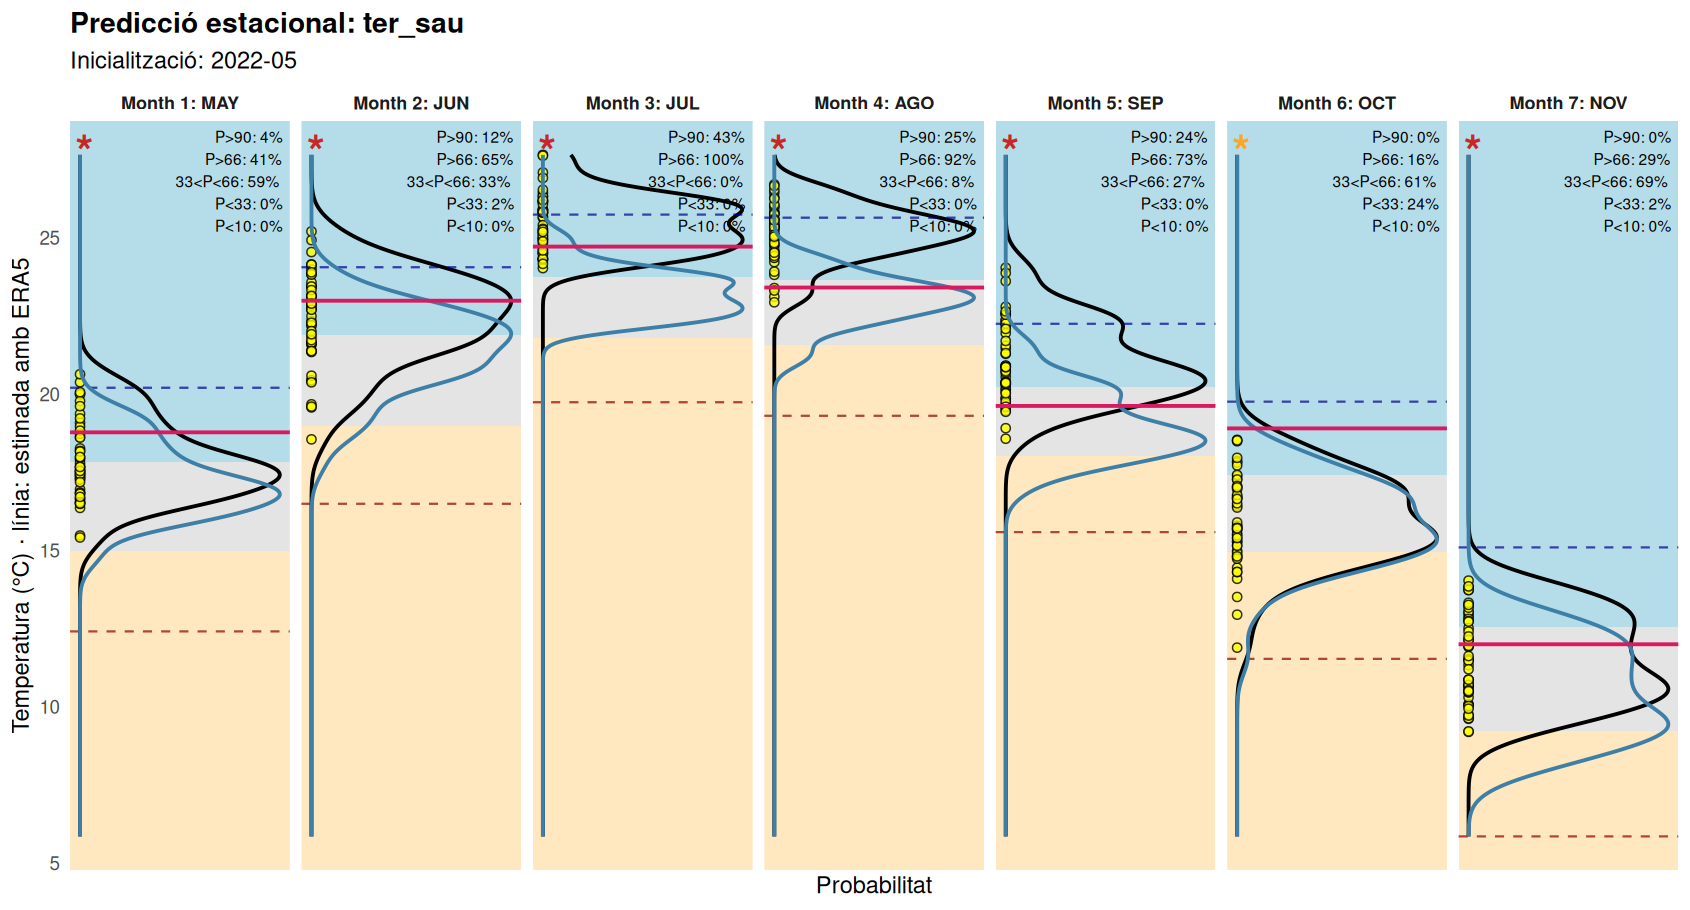 Predicció estacional: ter_sau
Inicialització: 2022-05
Month 1: MAY
Month 2: JUN
Month 3: JUL
Month 4: AGO
Month 5: SEP
Month 6: OCT
Month 7: NOV
*
P>90: 4%
P>66: 41%
33<P<66: 59%
P<33: 0%
P<10: 0%
*
P>90: 12%
P>66: 65%
33<P<66: 33%
P<33: 2%
P<10: 0%
*
P>90: 43%
P>66: 100%
33<P<66: 0%
P<33: 0%
P<10: 0%
*
P>90: 25%
P>66: 92%
33<P<66: 8%
P<33: 0%
P<10: 0%
*
P>90: 24%
P>66: 73%
33<P<66: 27%
P<33: 0%
P<10: 0%
*
P>90: 0%
P>66: 16%
33<P<66: 61%
P<33: 24%
P<10: 0%
*
P>90: 0%
P>66: 29%
33<P<66: 69%
P<33: 2%
P<10: 0%
25
20
15
10
5
Temperatura (°C) · línia: estimada amb ERA5
Probabilitat